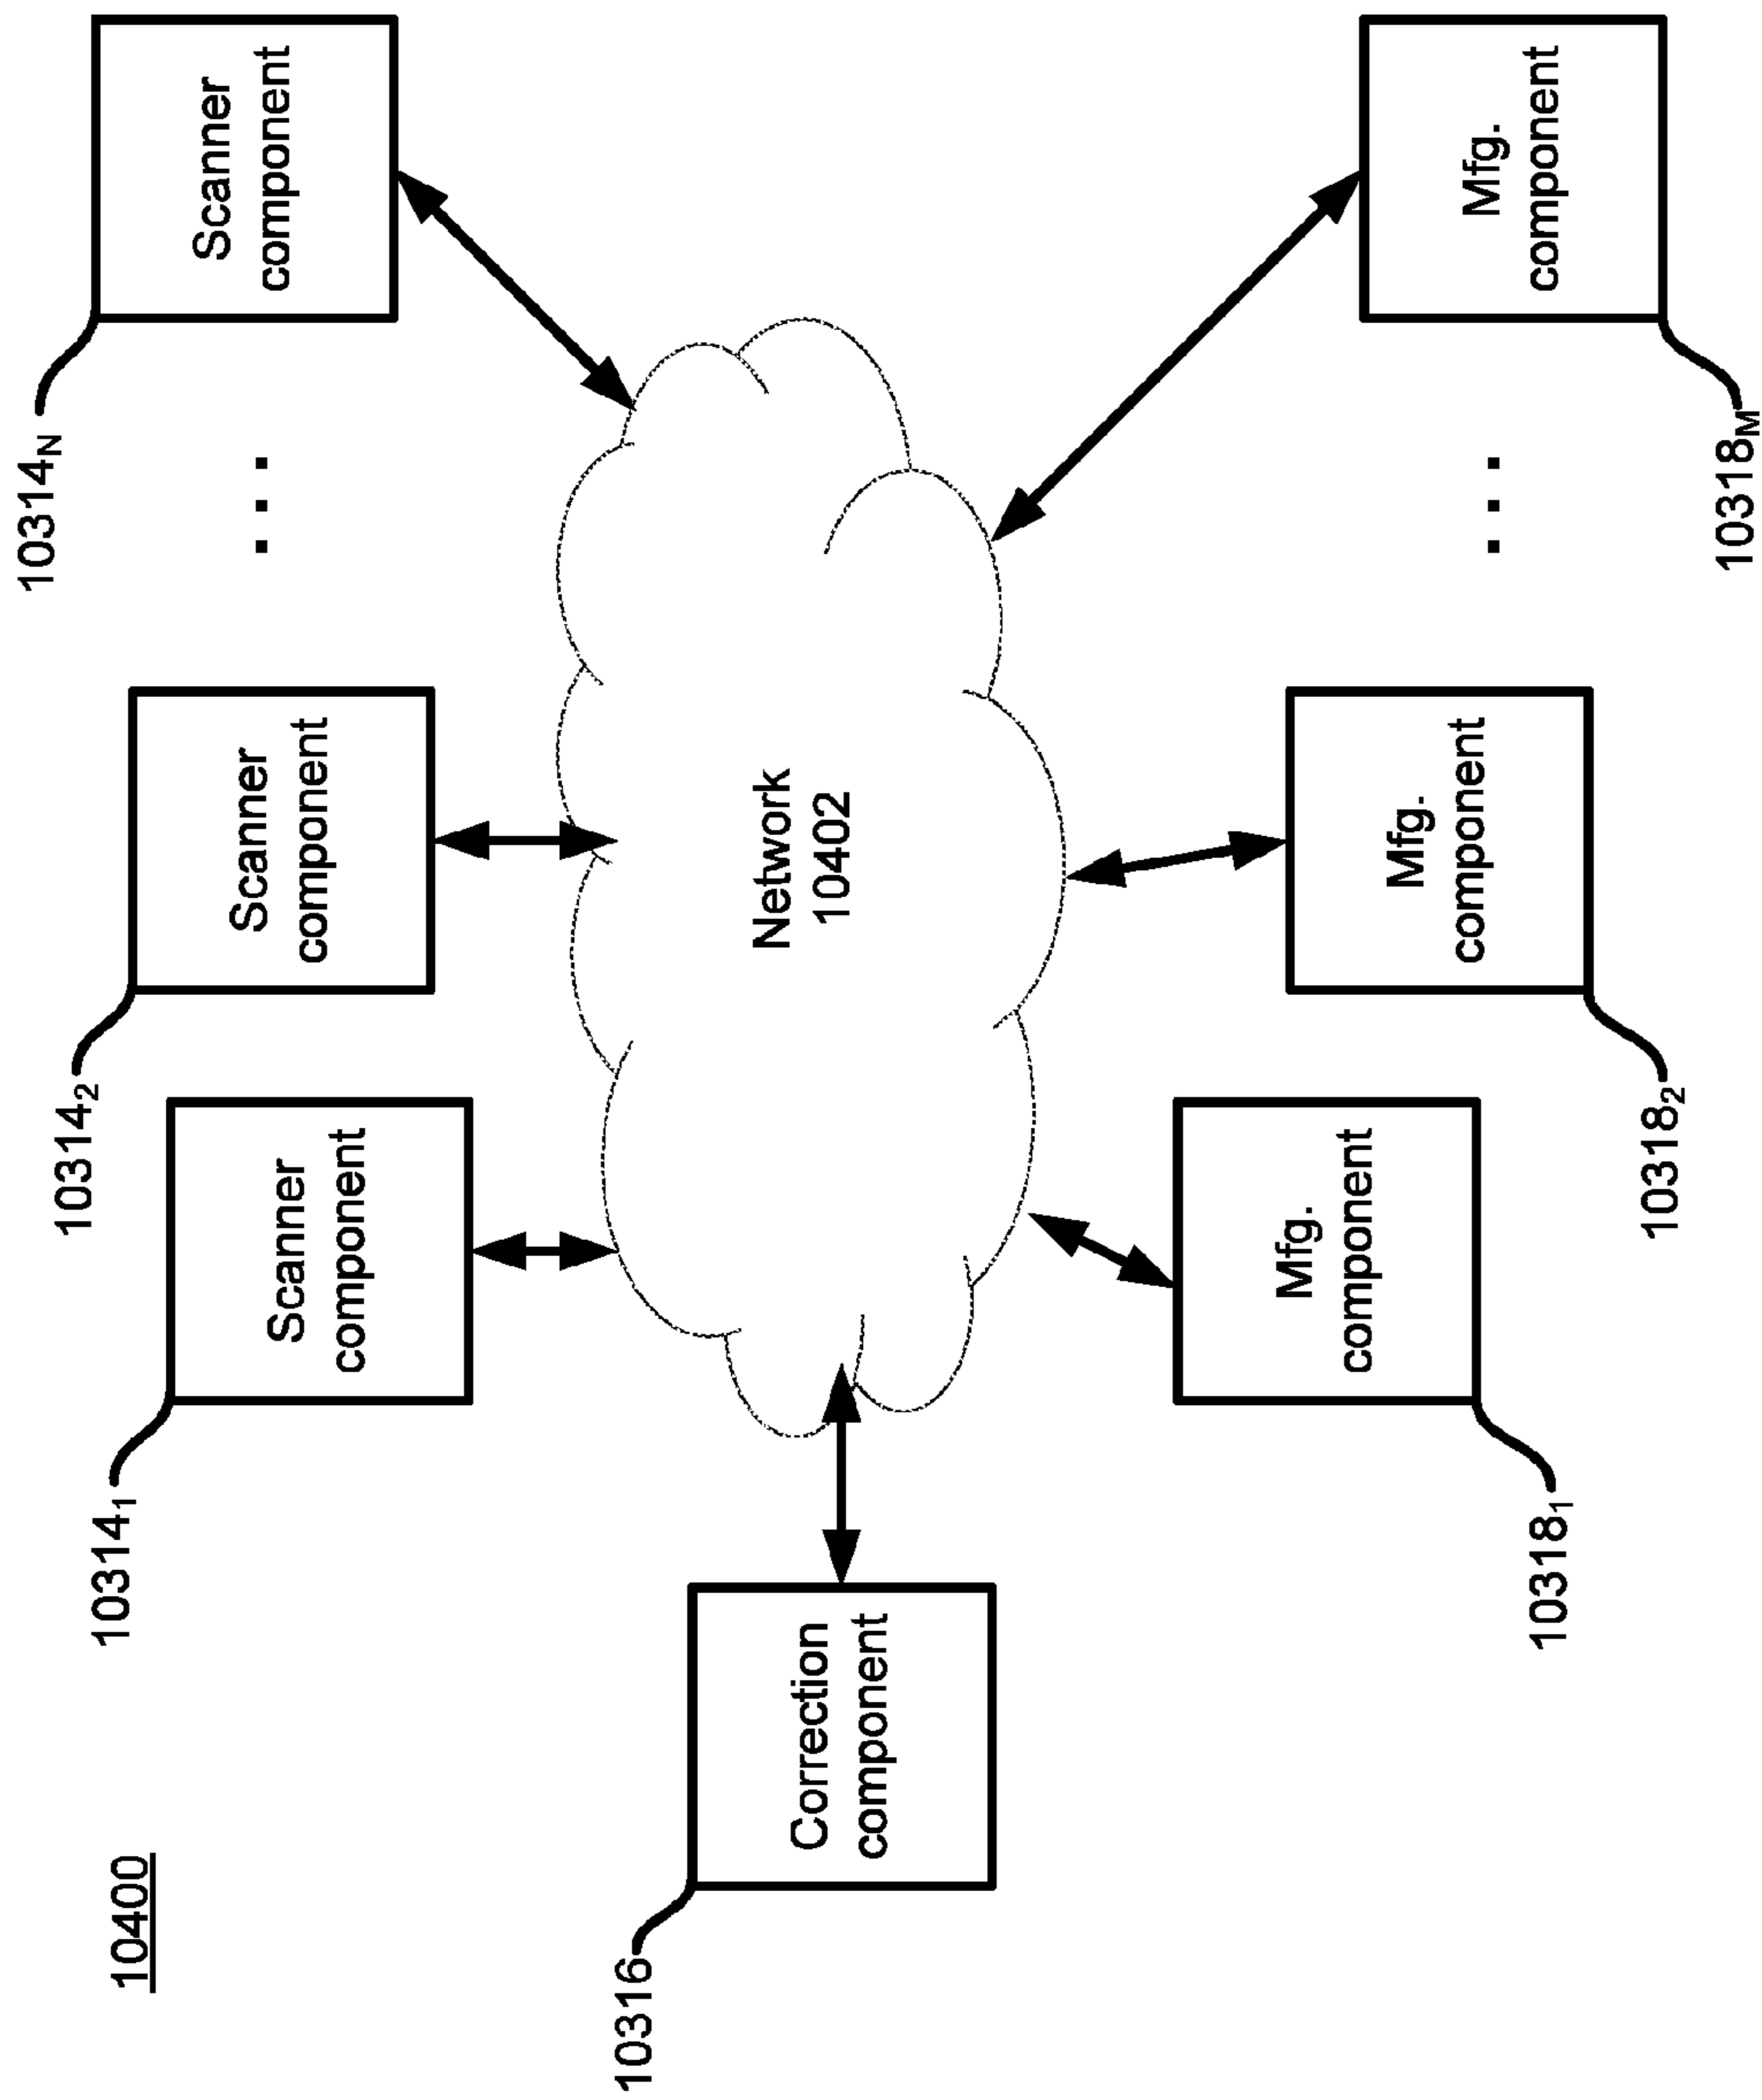 10400
10314₁
Scanner
component
10314₂
Scanner
component
. . .
10314N
Scanner
component
10316
Correction
component
Network
10402
10318₁
Mfg.
component
10318₂
Mfg.
component
. . .
10318M
Mfg.
component